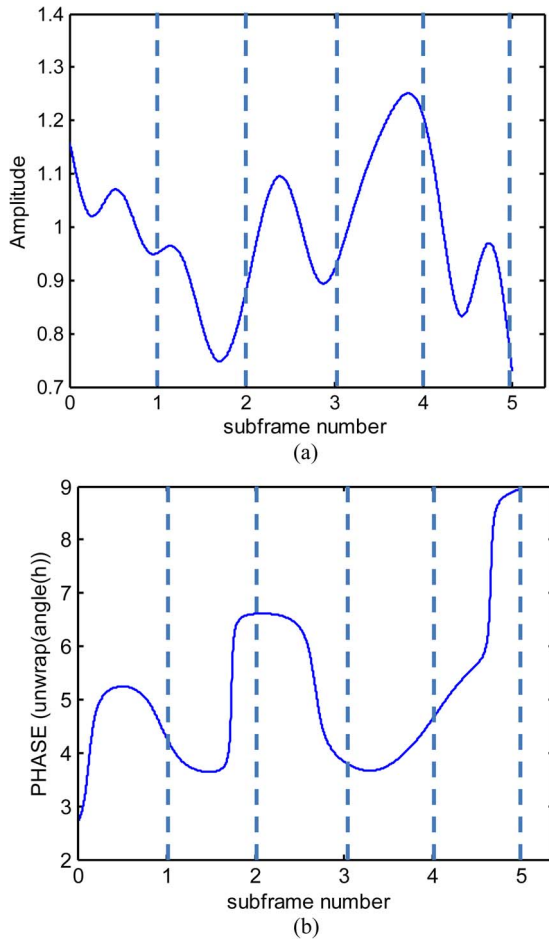 1.4
1.3
1.2
1.1
1
0.9
0.8
0.7
Amplitude
0 1 2 3 4 5
subframe number
(a)
9
8
7
6
5
4
3
2
PHASE (unwrap(angle(h))
0 1 2 3 4 5
subframe number
(b)